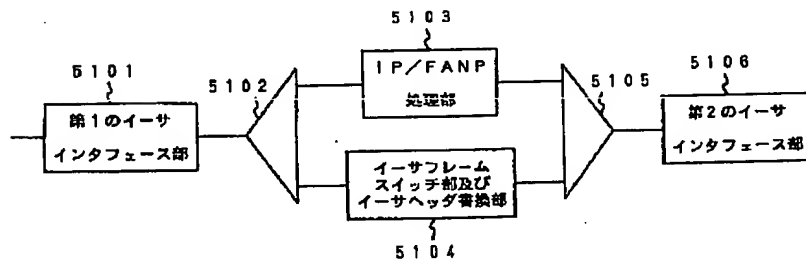 5103
5101
5102
IP/FANP
処理部
5105
5106
第1のイーサ
インタフェース部
第2のイーサ
インタフェース部
イーサフレーム
スイッチ部及び
イーサヘッダ書換部
5104